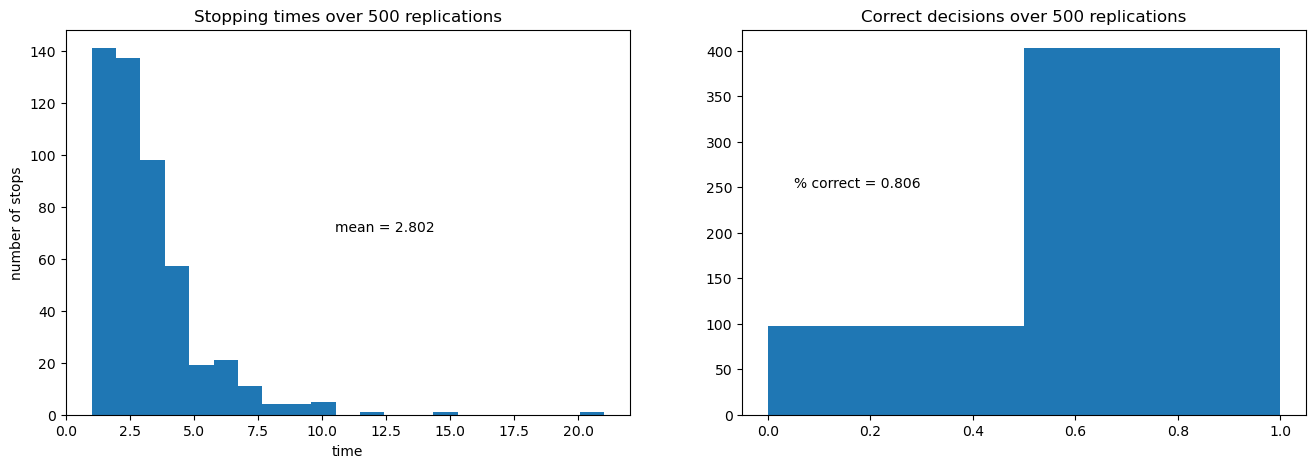 Stopping times over 500 replications
140
120
100
80
60
40
20
0
number of stops
mean = 2.802
0.0 2.5 5.0 7.5 10.0 12.5 15.0 17.5 20.0
time
Correct decisions over 500 replications
400
350
300
250
200
150
100
50
0
% correct = 0.806
0.0 0.2 0.4 0.6 0.8 1.0